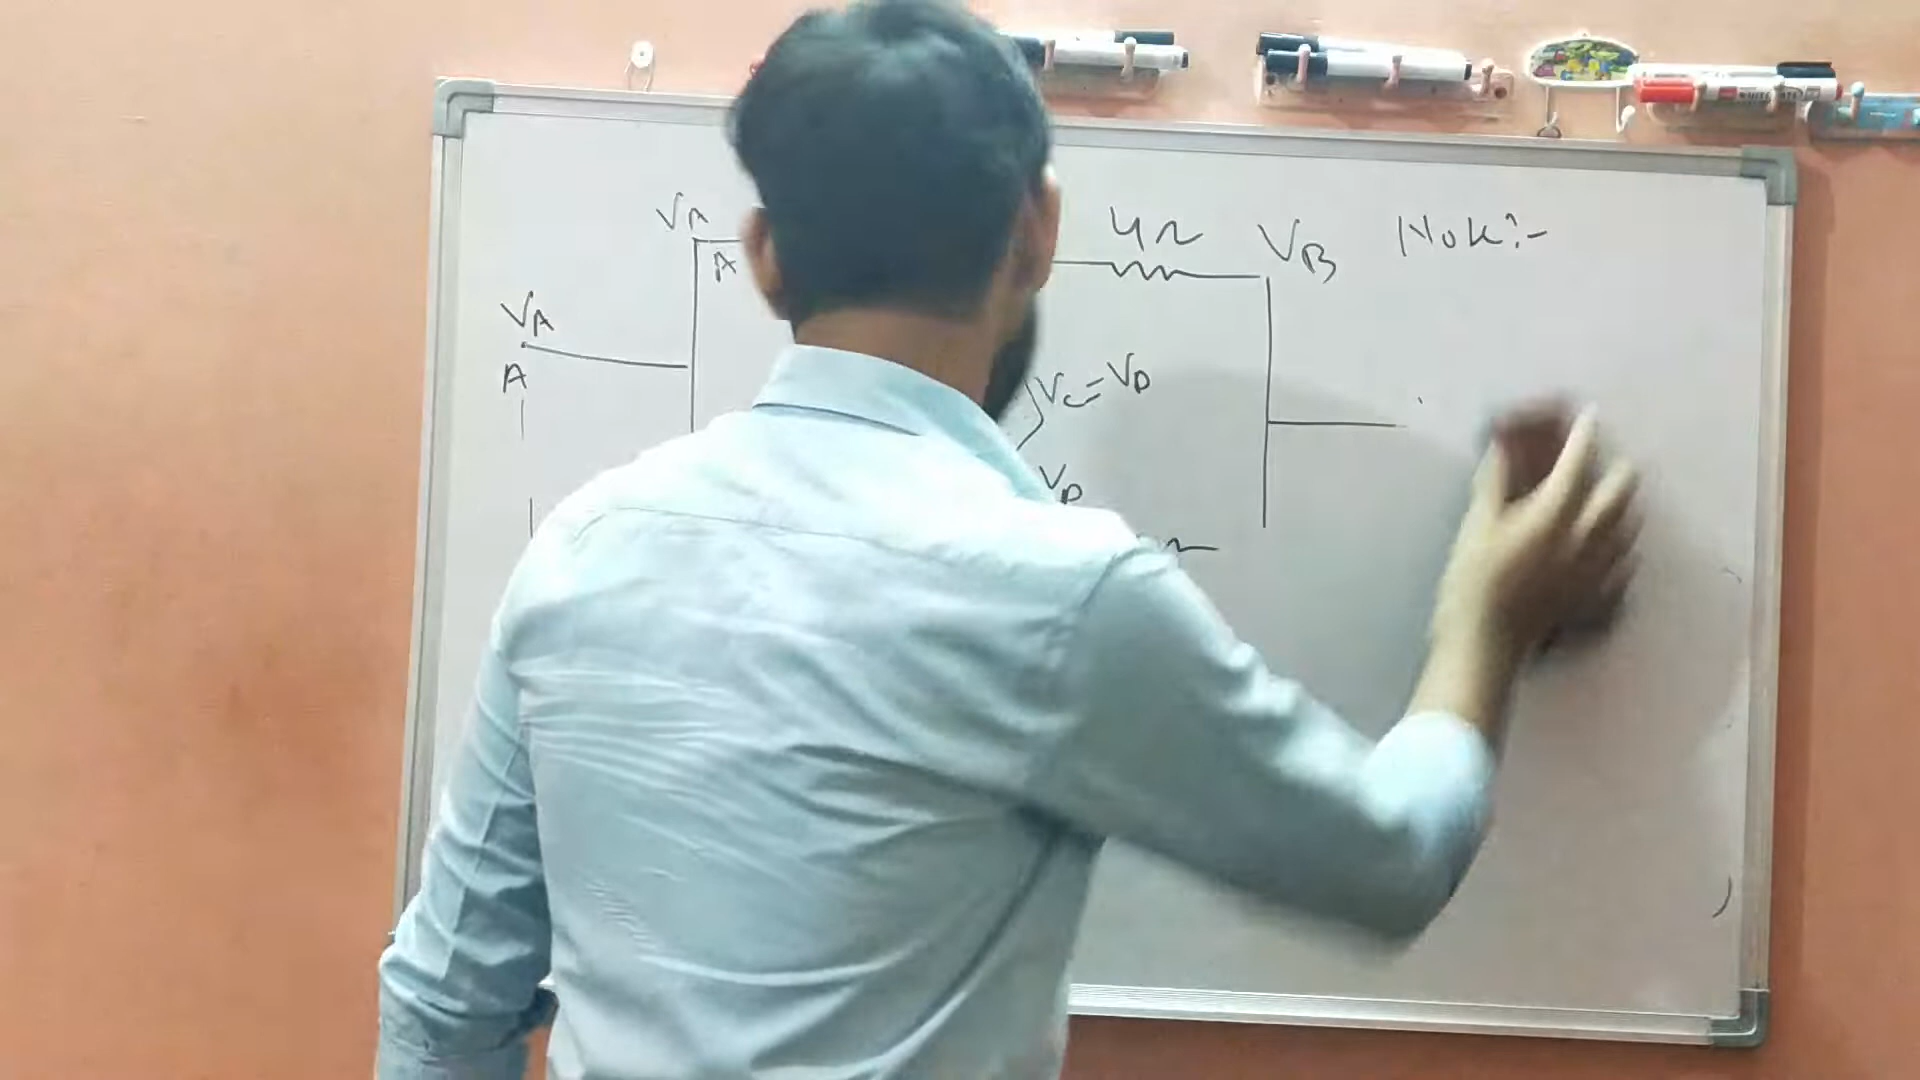 VA
A
4Ω
VB
Note:-
VA
A
VC = VD
VD